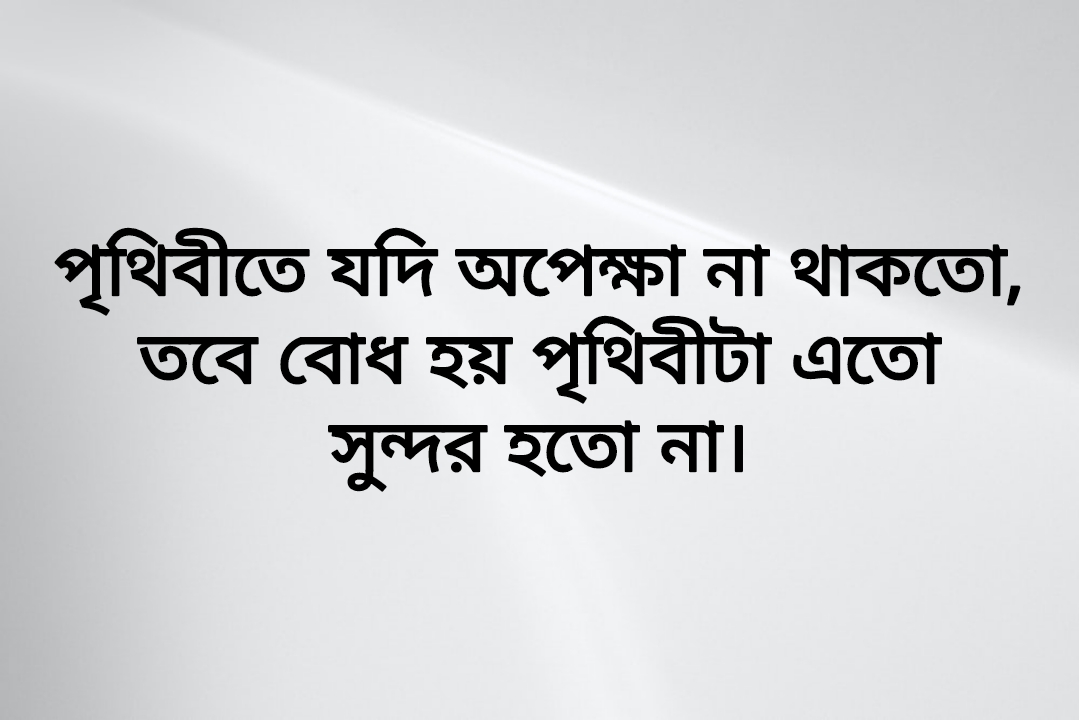 পৃথিবীতে যদি অপেক্ষা না থাকতো,
তবে বোধ হয় পৃথিবীটা এতো
সুন্দর হতো না।